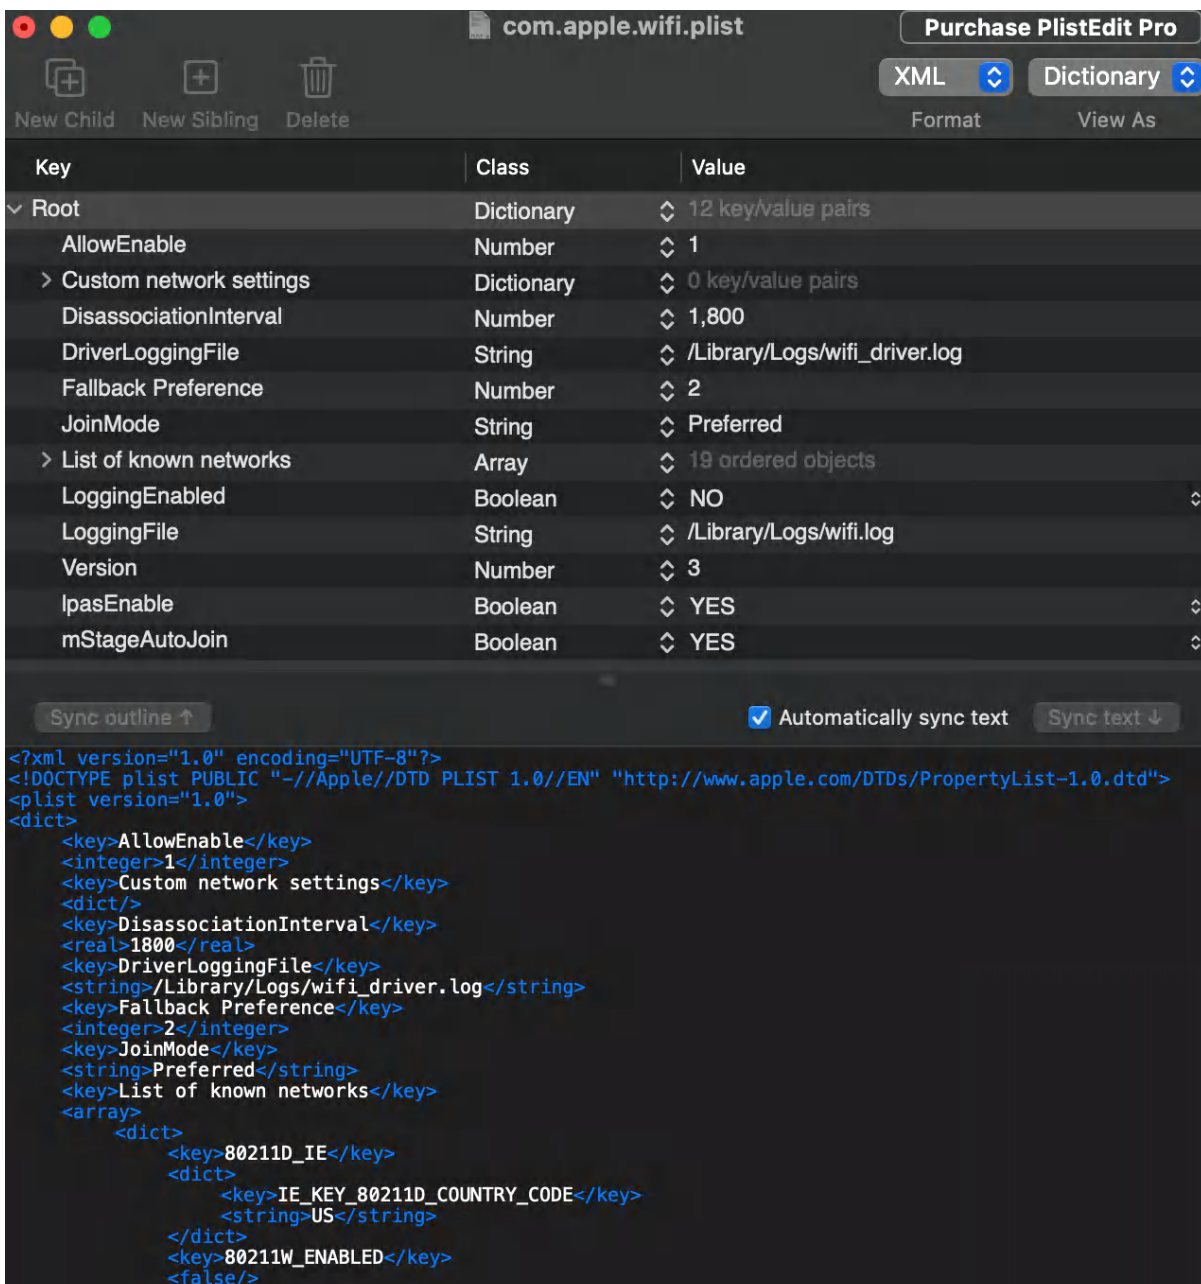 com.apple.wifi.plist
Purchase PlistEdit Pro
New Child New Sibling Delete
XML Dictionary
Format View As
Key Class Value
Root Dictionary 12 key/value pairs
AllowEnable Number 1
Custom network settings Dictionary 0 key/value pairs
DisassociationInterval Number 1,800
DriverLoggingFile String /Library/Logs/wifi_driver.log
Fallback Preference Number 2
JoinMode String Preferred
List of known networks Array 19 ordered objects
LoggingEnabled Boolean NO
LoggingFile String /Library/Logs/wifi.log
Version Number 3
lpasEnable Boolean YES
mStageAutoJoin Boolean YES
Sync outline ↑ Automatically sync text Sync text ↓
<?xml version="1.0" encoding="UTF-8"?>
<!DOCTYPE plist PUBLIC "-//Apple//DTD PLIST 1.0//EN" "http://www.apple.com/DTDs/PropertyList-1.0.dtd">
<plist version="1.0">
<dict>
<key>AllowEnable</key>
<integer>1</integer>
<key>Custom network settings</key>
<dict/>
<key>DisassociationInterval</key>
<real>1800</real>
<key>DriverLoggingFile</key>
<string>/Library/Logs/wifi_driver.log</string>
<key>Fallback Preference</key>
<integer>2</integer>
<key>JoinMode</key>
<string>Preferred</string>
<key>List of known networks</key>
<array>
<dict>
<key>80211D_IE</key>
<dict>
<key>IE_KEY_80211D_COUNTRY_CODE</key>
<string>US</string>
</dict>
<key>80211W_ENABLED</key>
<false/>